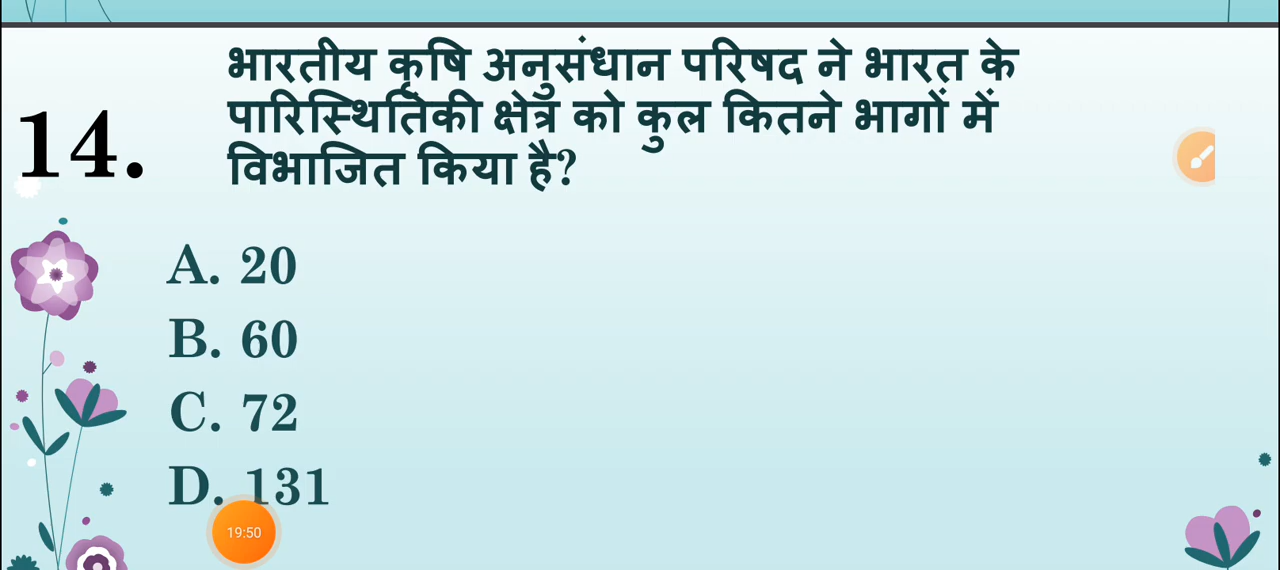 14.
भारतीय कृषि अनुसंधान परिषद ने भारत के
पारिस्थितिकी क्षेत्र को कुल कितने भागों में
विभाजित किया है?
A. 20
B. 60
C. 72
D. 131
19:50